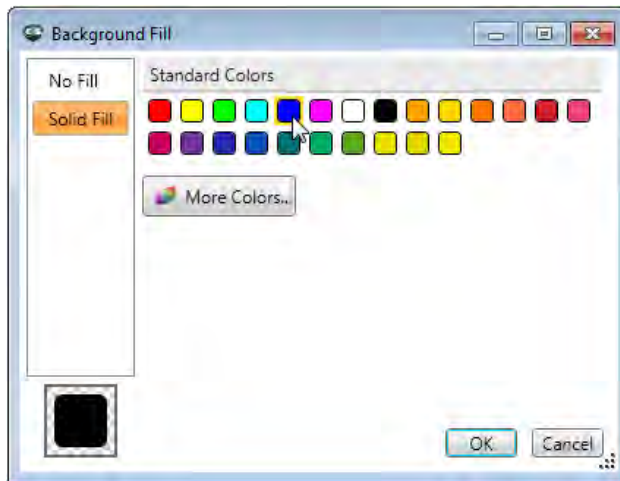 Background Fill
No Fill
Solid Fill
Standard Colors
More Colors..
OK
Cancel